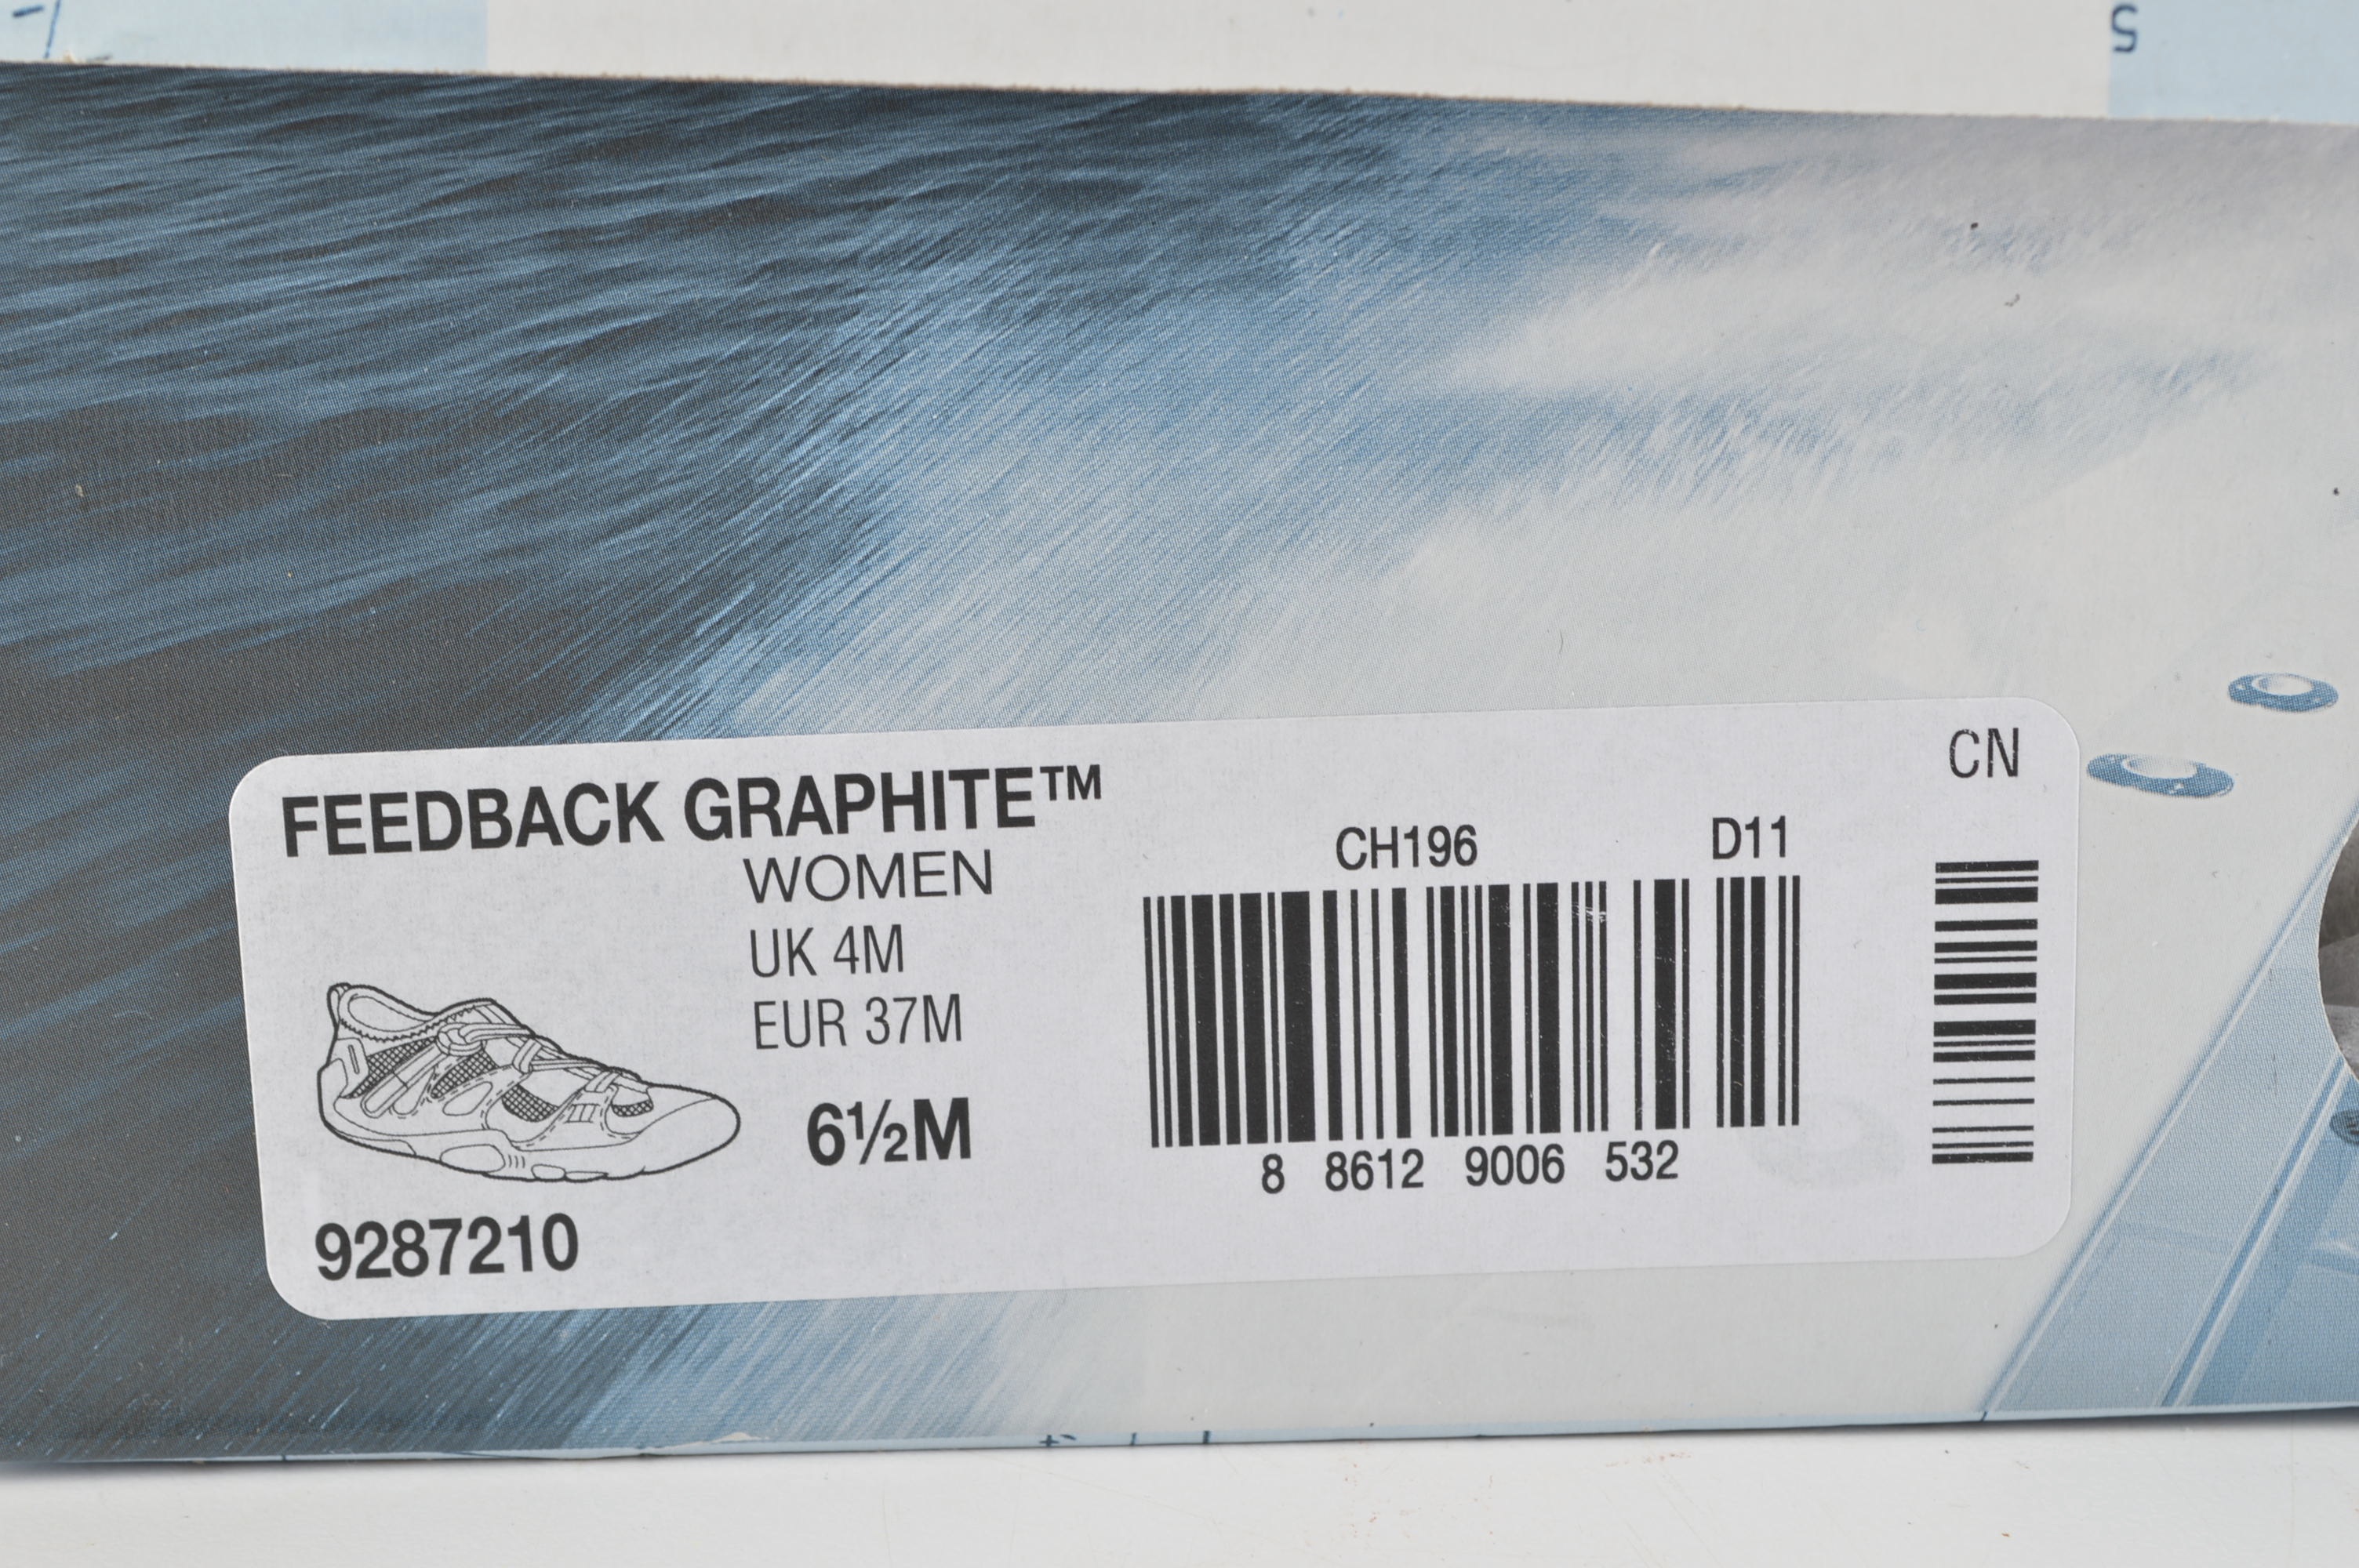 FEEDBACK GRAPHITE™
WOMEN
UK 4M
EUR 37M
6½M
9287210
CH196 D11
8 8612 9006 532
CN